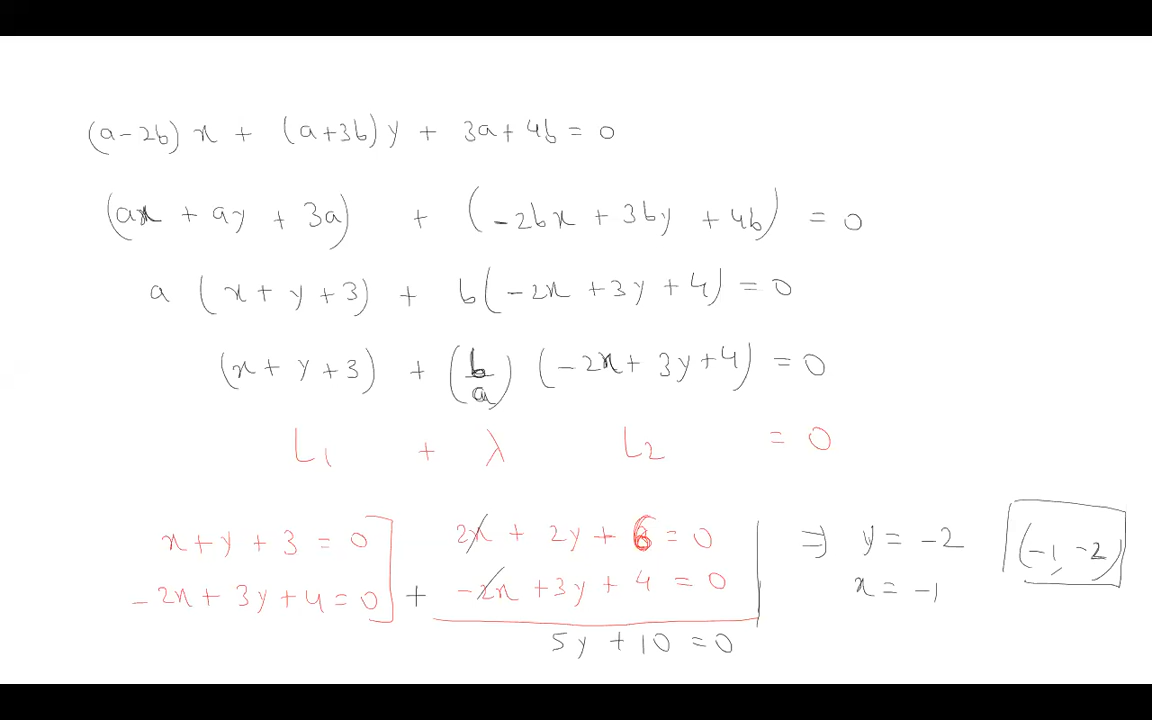 (a-2b) x + (a+3b) y + 3a + 4b = 0
(ax + ay + 3a) + (-2bx + 3by + 4b) = 0
a (x + y + 3) + b(-2x + 3y + 4) = 0
(x + y + 3) + (b/a) (-2x + 3y + 4) = 0
L₁ + λ L₂ = 0
x + y + 3 = 0
-2x + 3y + 4 = 0
2x + 2y + 6 = 0
+ -2x + 3y + 4 = 0
5y + 10 = 0
⇒ y = -2
x = -1
(-1, -2)